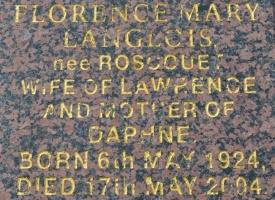 FLORENCE MARY
LANGLOIS,
nee ROSCOUET
WIFE OF LAWRENCE
AND MOTHER OF
DAPHNE.
BORN 6th MAY 1924,
DIED 17th MAY 2004.